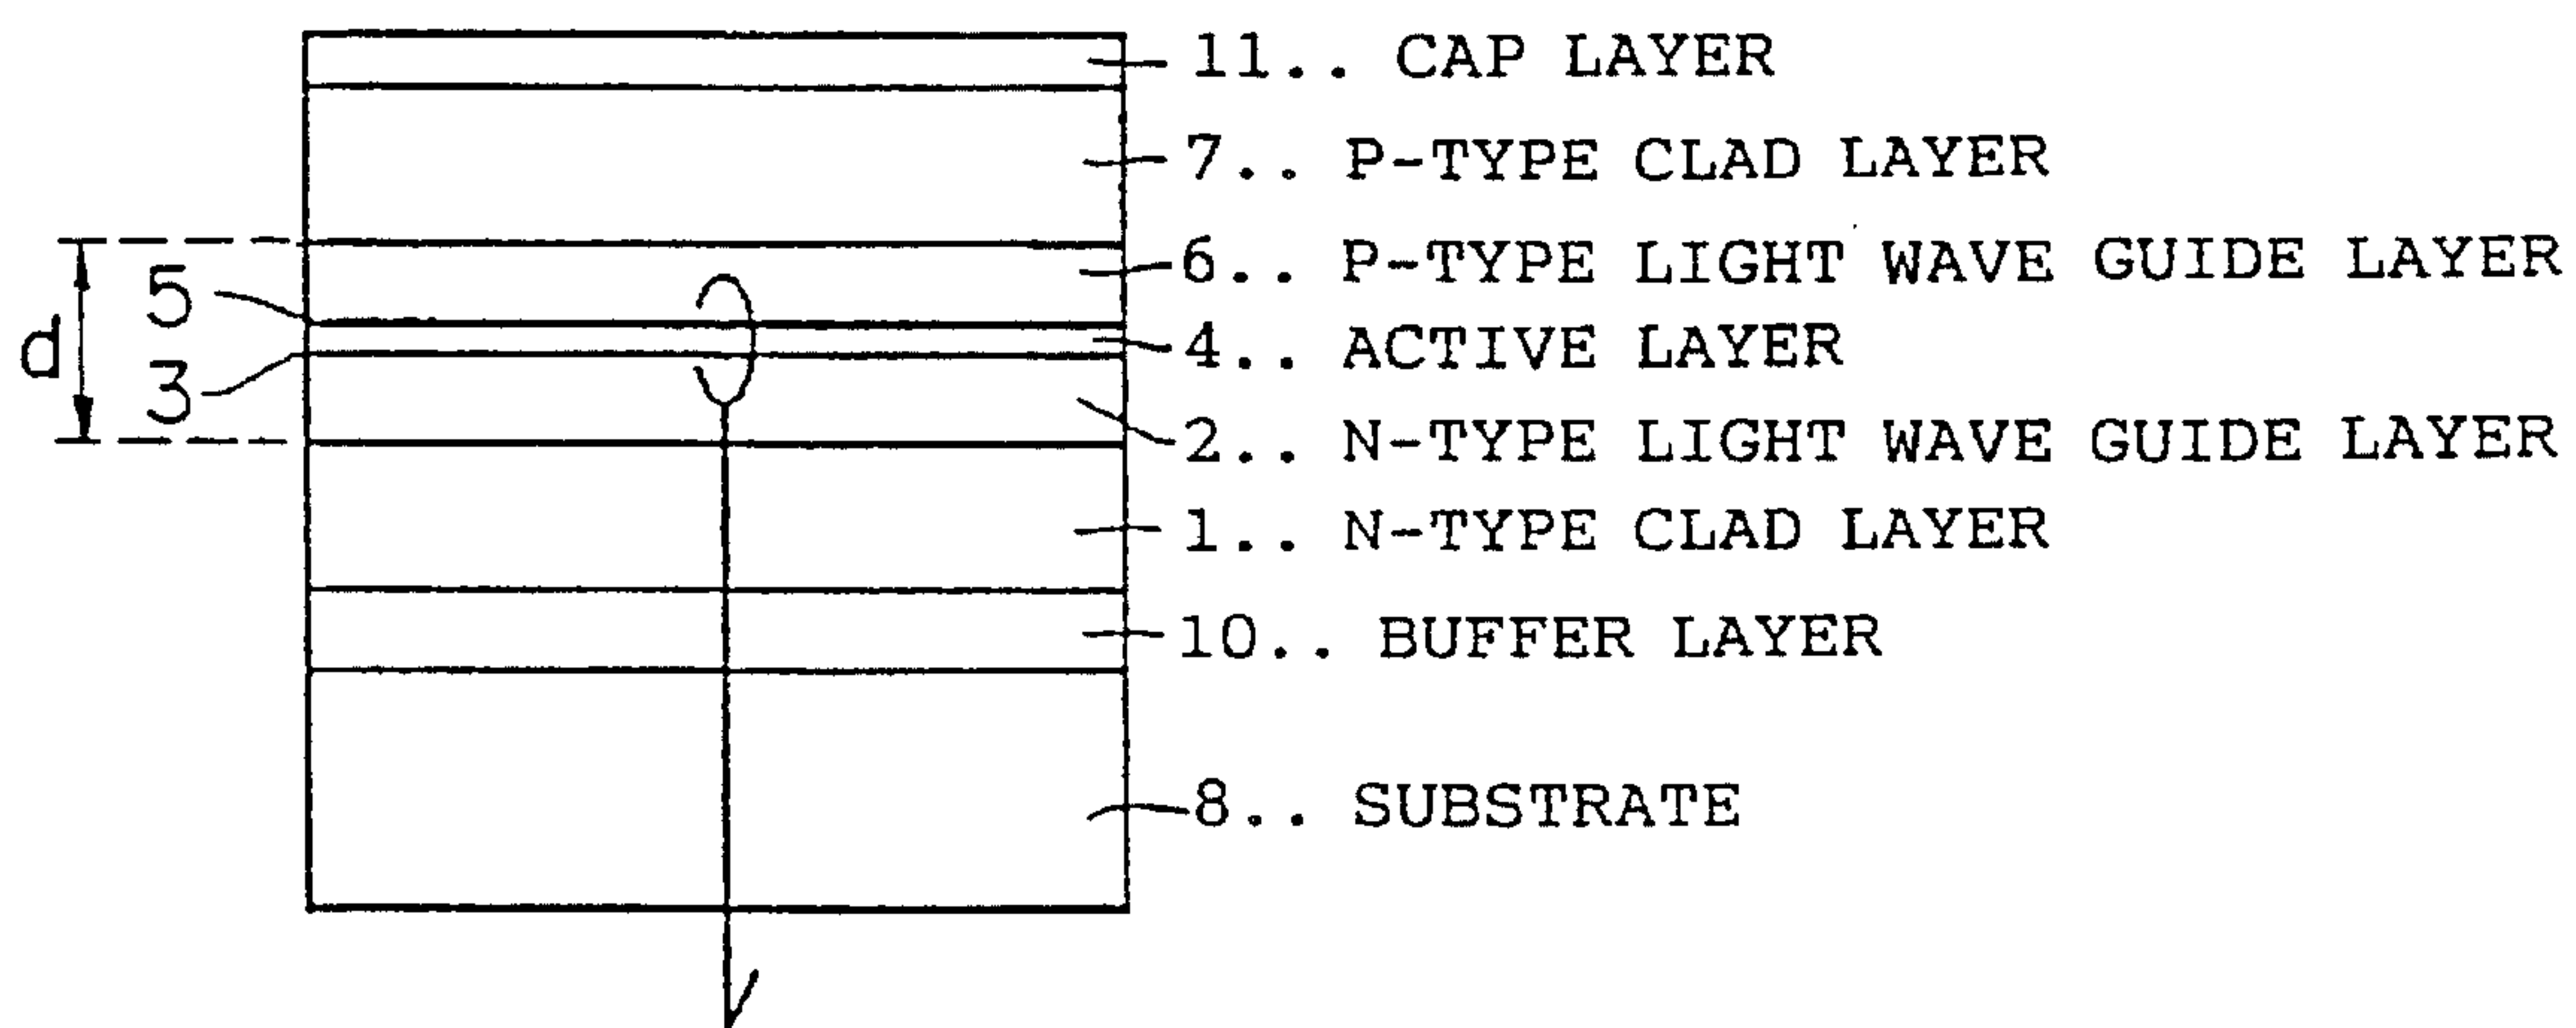 11.. CAP LAYER
7.. P-TYPE CLAD LAYER
6.. P-TYPE LIGHT WAVE GUIDE LAYER
5
4.. ACTIVE LAYER
d
3
2.. N-TYPE LIGHT WAVE GUIDE LAYER
1.. N-TYPE CLAD LAYER
10.. BUFFER LAYER
8.. SUBSTRATE